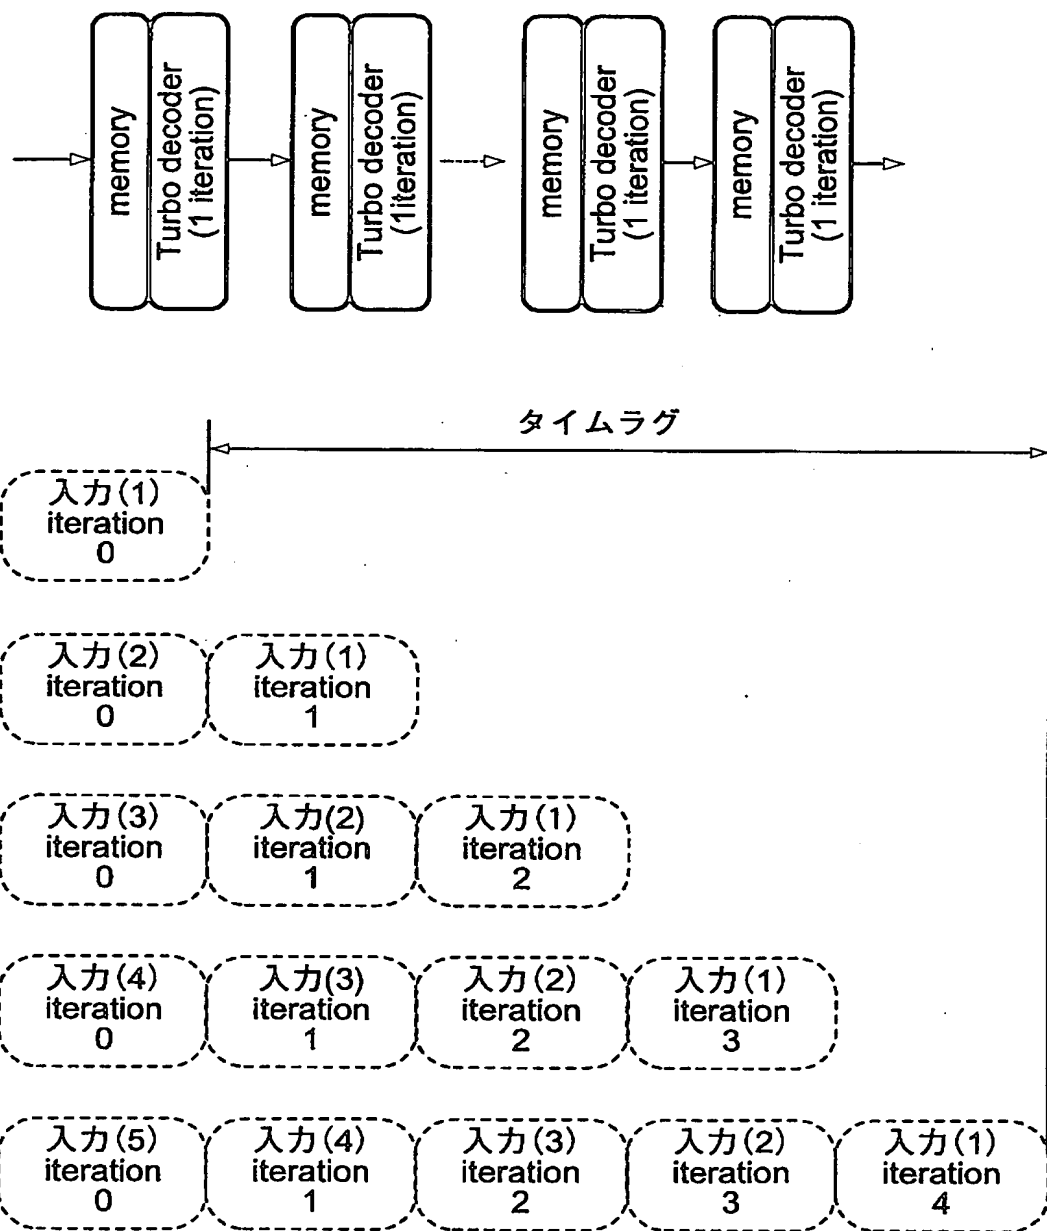 memory
Turbo decoder
(1 iteration)
memory
Turbo decoder
(1iteration)
memory
Turbo decoder
(1 iteration)
memory
Turbo decoder
(1 iteration)
タイムラグ
入力(1)
iteration
0
入力(2)
iteration
0
入力(1)
iteration
1
入力(3)
iteration
0
入力(2)
iteration
1
入力(1)
iteration
2
入力(4)
iteration
0
入力(3)
iteration
1
入力(2)
iteration
2
入力(1)
iteration
3
入力(5)
iteration
0
入力(4)
iteration
1
入力(3)
iteration
2
入力(2)
iteration
3
入力(1)
iteration
4